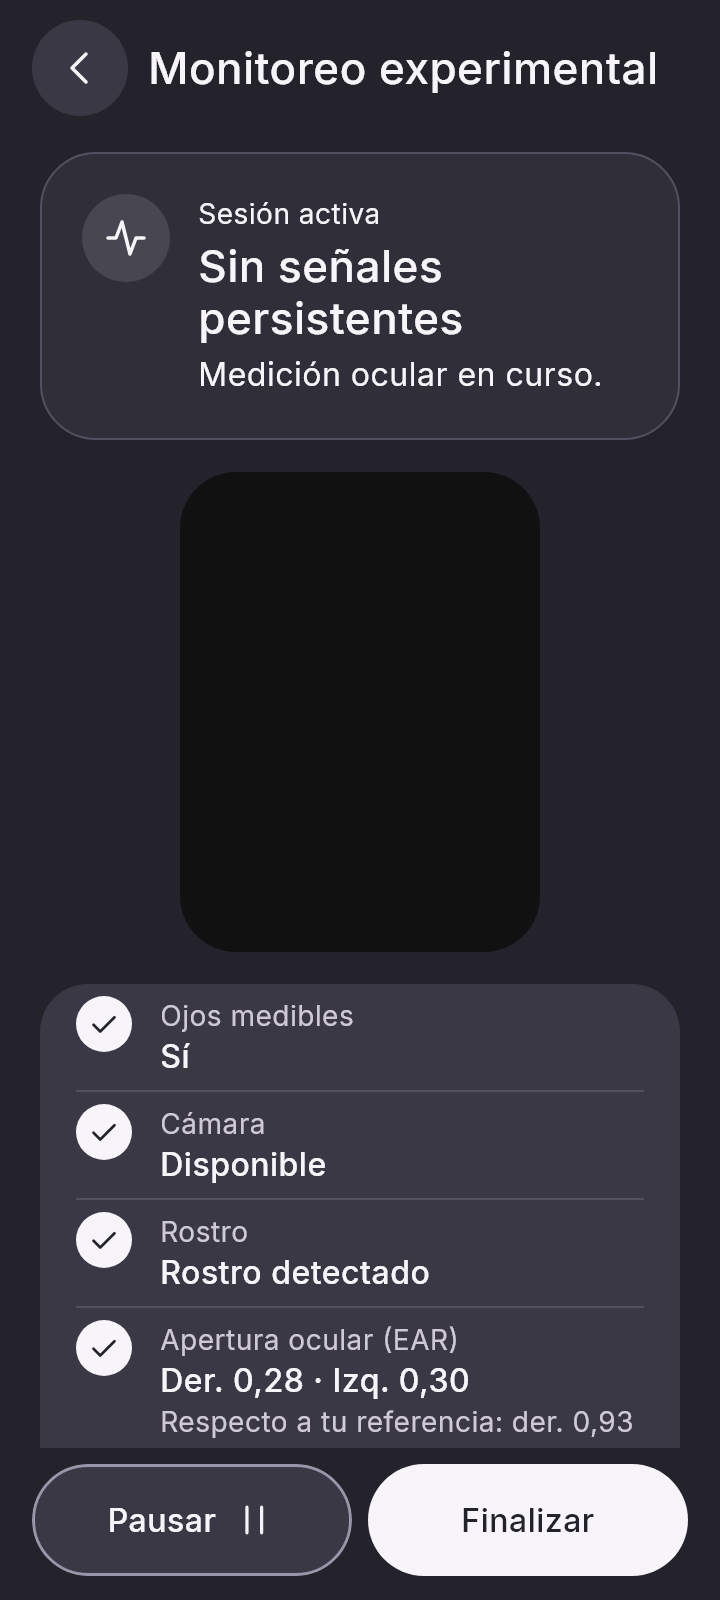 Monitoreo experimental
Sesión activa
Sin señales
persistentes
Medición ocular en curso.
Ojos medibles
Sí
Cámara
Disponible
Rostro
Rostro detectado
Apertura ocular (EAR)
Der. 0,28 · Izq. 0,30
Respecto a tu referencia: der. 0,93
Pausar
Finalizar